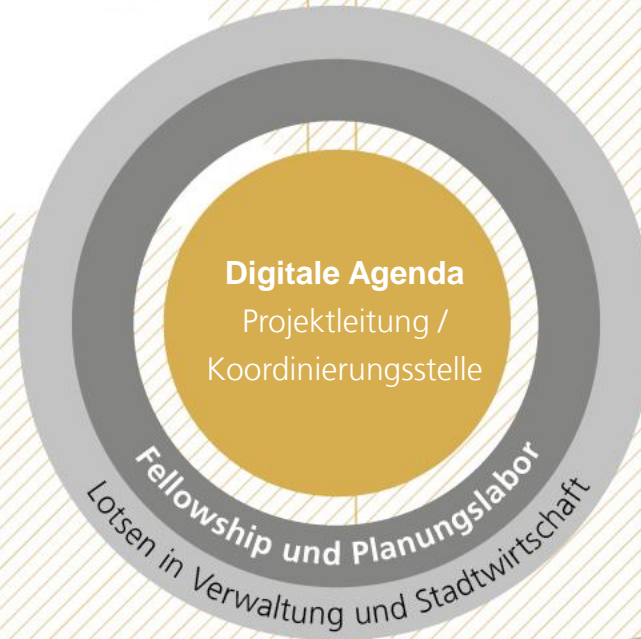 Digitale Agenda
Projektleitung /
Koordinierungsstelle
Fellowship und Planungslabor
Lotsen in Verwaltung und Stadtwirtschaft